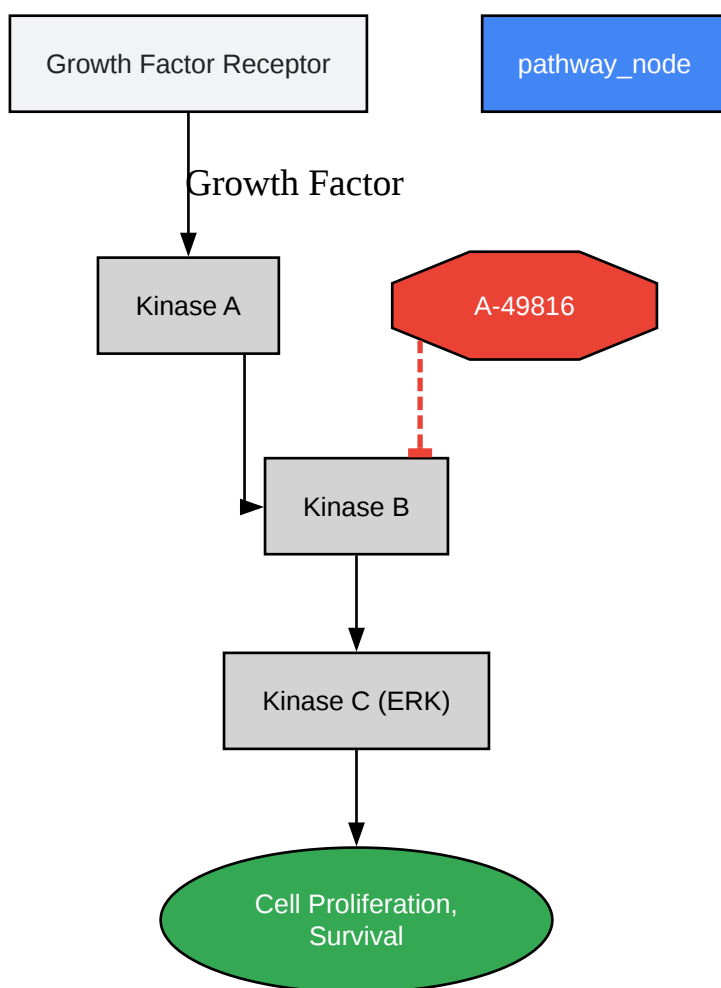 Growth Factor Receptor
pathway_node
Growth Factor
Kinase A
A-49816
Kinase B
Kinase C (ERK)
Cell Proliferation,
Survival